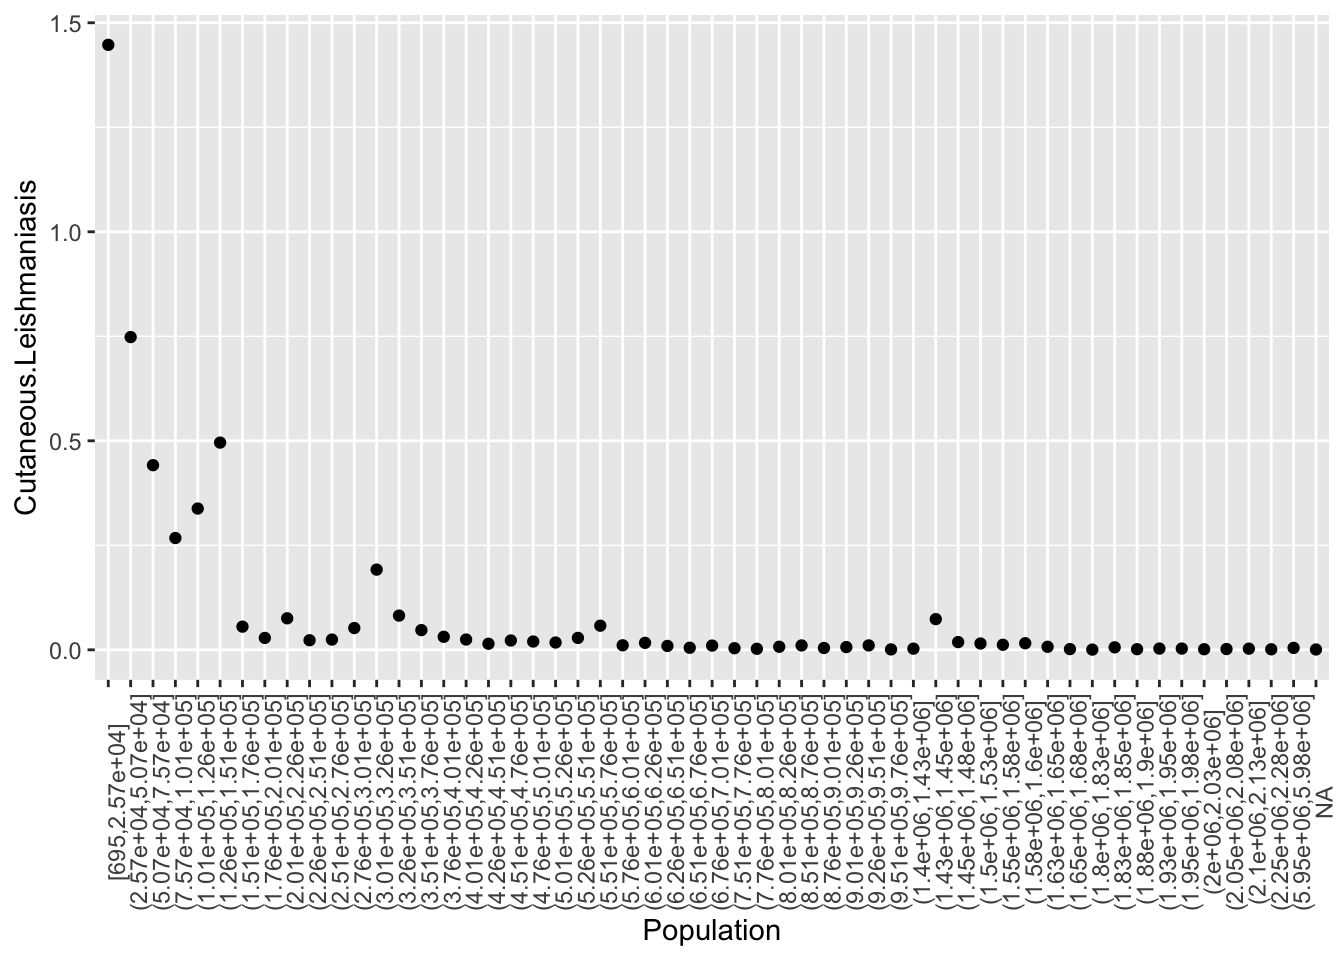 1.5
1.0
0.5
0.0
Cutaneous.Leishmaniasis
[695,2.57e+04]
(2.57e+04,5.07e+04]
(5.07e+04,7.57e+04]
(7.57e+04,1.01e+05]
(1.01e+05,1.26e+05]
(1.26e+05,1.51e+05]
(1.51e+05,1.76e+05]
(1.76e+05,2.01e+05]
(2.01e+05,2.26e+05]
(2.26e+05,2.51e+05]
(2.51e+05,2.76e+05]
(2.76e+05,3.01e+05]
(3.01e+05,3.26e+05]
(3.26e+05,3.51e+05]
(3.51e+05,3.76e+05]
(3.76e+05,4.01e+05]
(4.01e+05,4.26e+05]
(4.26e+05,4.51e+05]
(4.51e+05,4.76e+05]
(4.76e+05,5.01e+05]
(5.01e+05,5.26e+05]
(5.26e+05,5.51e+05]
(5.51e+05,5.76e+05]
(5.76e+05,6.01e+05]
(6.01e+05,6.26e+05]
(6.26e+05,6.51e+05]
(6.51e+05,6.76e+05]
(6.76e+05,7.01e+05]
(7.51e+05,7.76e+05]
(7.76e+05,8.01e+05]
(8.01e+05,8.26e+05]
(8.51e+05,8.76e+05]
(8.76e+05,9.01e+05]
(9.01e+05,9.26e+05]
(9.26e+05,9.51e+05]
(9.51e+05,9.76e+05]
(1.4e+06,1.43e+06]
(1.43e+06,1.45e+06]
(1.45e+06,1.48e+06]
(1.5e+06,1.53e+06]
(1.55e+06,1.58e+06]
(1.58e+06,1.6e+06]
(1.63e+06,1.65e+06]
(1.65e+06,1.68e+06]
(1.8e+06,1.83e+06]
(1.83e+06,1.85e+06]
(1.88e+06,1.9e+06]
(1.93e+06,1.95e+06]
(1.95e+06,1.98e+06]
(2e+06,2.03e+06]
(2.05e+06,2.08e+06]
(2.1e+06,2.13e+06]
(2.25e+06,2.28e+06]
(5.95e+06,5.98e+06]
NA
Population